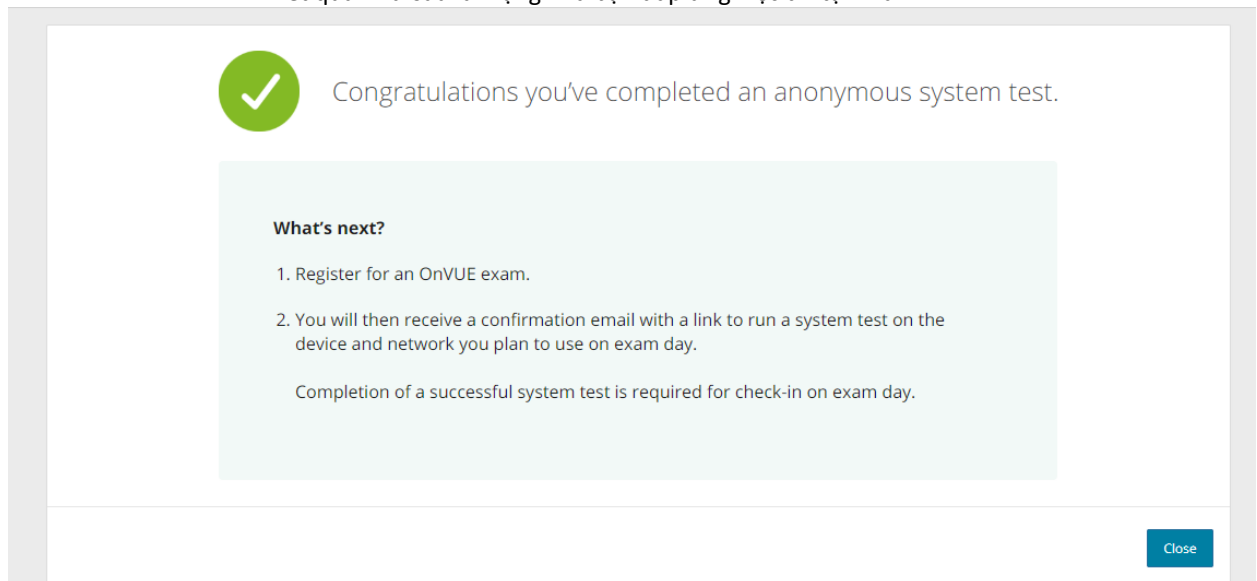 Congratulations you've completed an anonymous system test.
What's next?
1. Register for an OnVUE exam.
2. You will then receive a confirmation email with a link to run a system test on the
device and network you plan to use on exam day.
Completion of a successful system test is required for check-in on exam day.
Close